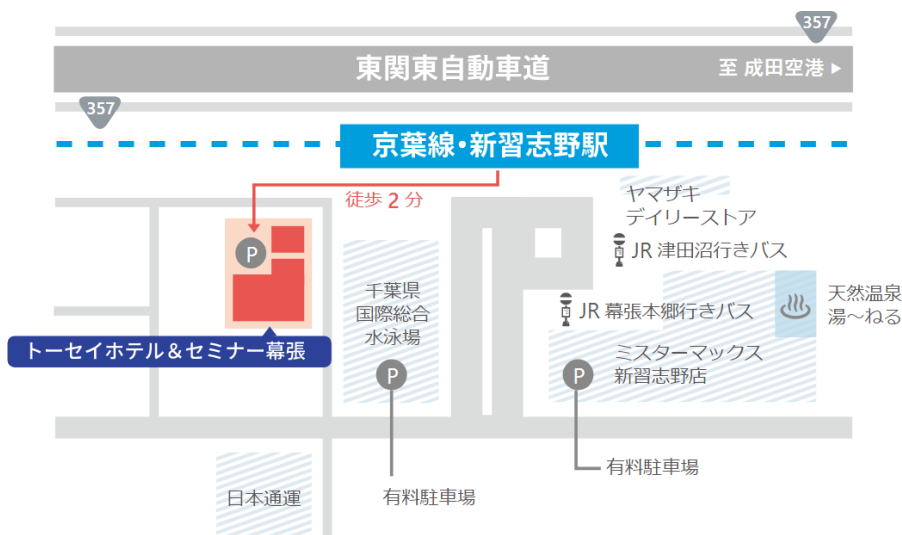 357
東関東自動車道
至 成田空港 ▶
357
京葉線・新習志野駅
徒歩 2 分
ヤマザキ
デイリーストア
JR 津田沼行きバス
P
千葉県
国際総合
水泳場
P
JR 幕張本郷行きバス
天然温泉
湯~ねる
トーセイホテル&セミナー幕張
ミスターマックス
新習志野店
P
有料駐車場
有料駐車場
日本通運